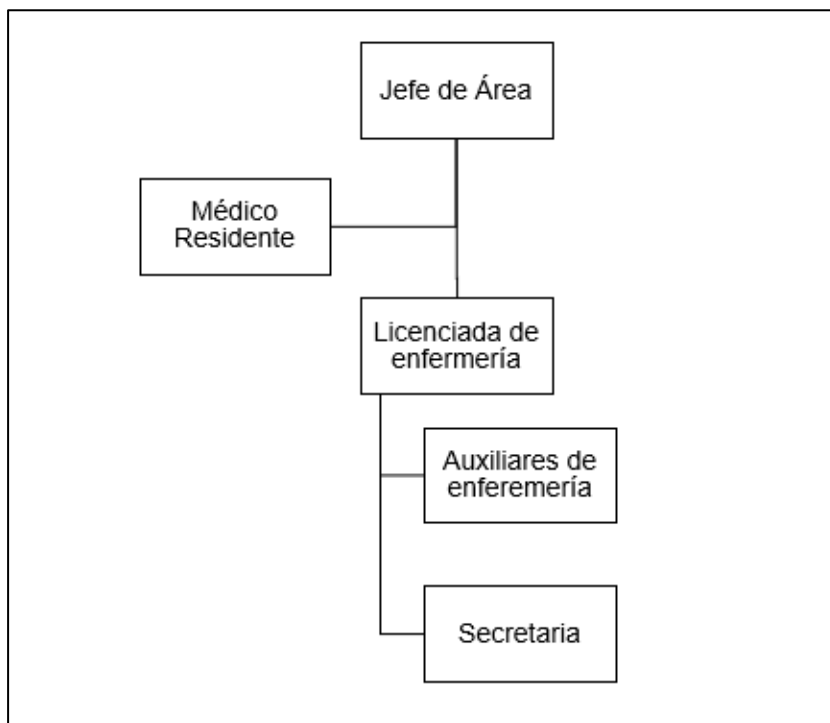 Jefe de Área
Médico
Residente
Licenciada de
enfermería
Auxiliares de
enferemería
Secretaria